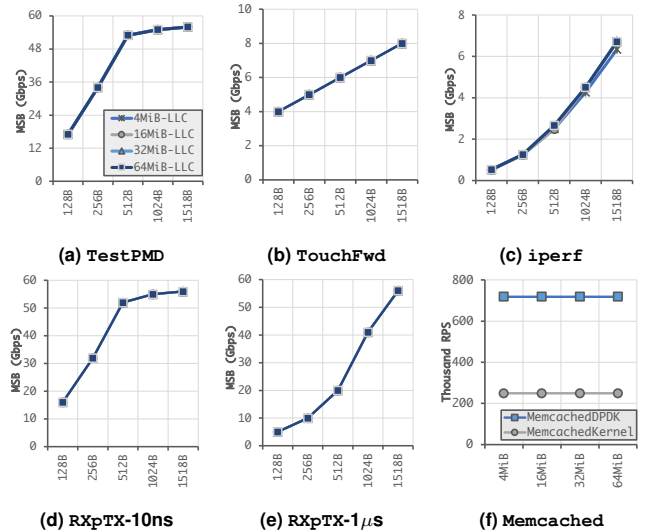 60
48
36
24
12
0
MSB (Gbps)
4MiB-LLC
16MiB-LLC
32MiB-LLC
64MiB-LLC
128B
256B
512B
1024B
1518B
(a) TestPMD
10
8
6
4
2
0
MSB (Gbps)
128B
256B
512B
1024B
1518B
(b) TouchFwd
8
6
4
2
0
MSB (Gbps)
128B
256B
512B
1024B
1518B
(c) iperf
60
50
40
30
20
10
0
MSB (Gbps)
128B
256B
512B
1024B
1518B
(d) RXpTX-10ns
60
50
40
30
20
10
0
MSB (Gbps)
128B
256B
512B
1024B
1518B
(e) RXpTX-1μs
800
600
400
200
0
Thousand RPS
MemcachedDPDK
MemcachedKernel
4MiB
16MiB
32MiB
64MiB
(f) Memcached